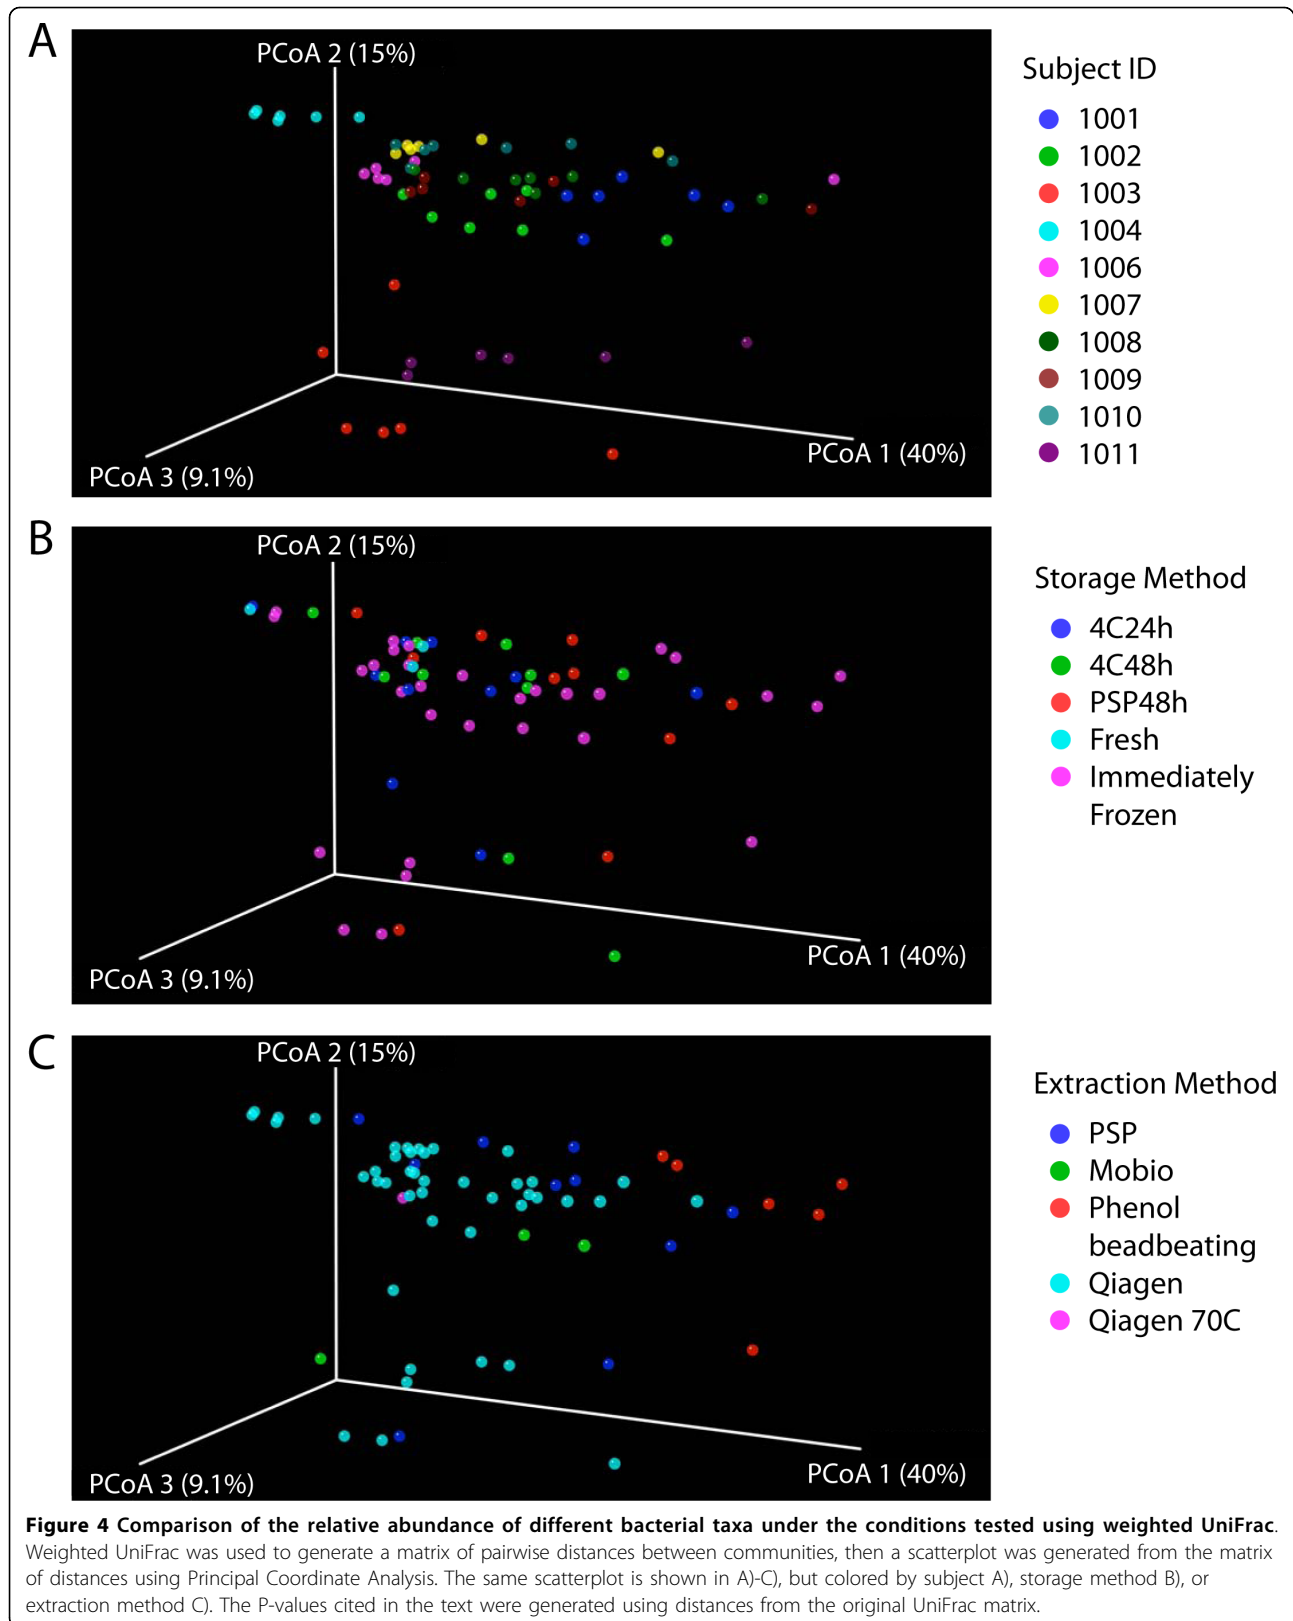 A
PCoA 2 (15%)
PCoA 1 (40%)
PCoA 3 (9.1%)
Subject ID
1001
1002
1003
1004
1006
1007
1008
1009
1010
1011
B
PCoA 2 (15%)
PCoA 1 (40%)
PCoA 3 (9.1%)
Storage Method
4C24h
4C48h
PSP48h
Fresh
Immediately
Frozen
C
PCoA 2 (15%)
PCoA 1 (40%)
PCoA 3 (9.1%)
Extraction Method
PSP
Mobio
Phenol
beadbeating
Qiagen
Qiagen 70C
Figure 4 Comparison of the relative abundance of different bacterial taxa under the conditions tested using weighted UniFrac.
Weighted UniFrac was used to generate a matrix of pairwise distances between communities, then a scatterplot was generated from the matrix
of distances using Principal Coordinate Analysis. The same scatterplot is shown in A)-C), but colored by subject A), storage method B), or
extraction method C). The P-values cited in the text were generated using distances from the original UniFrac matrix.